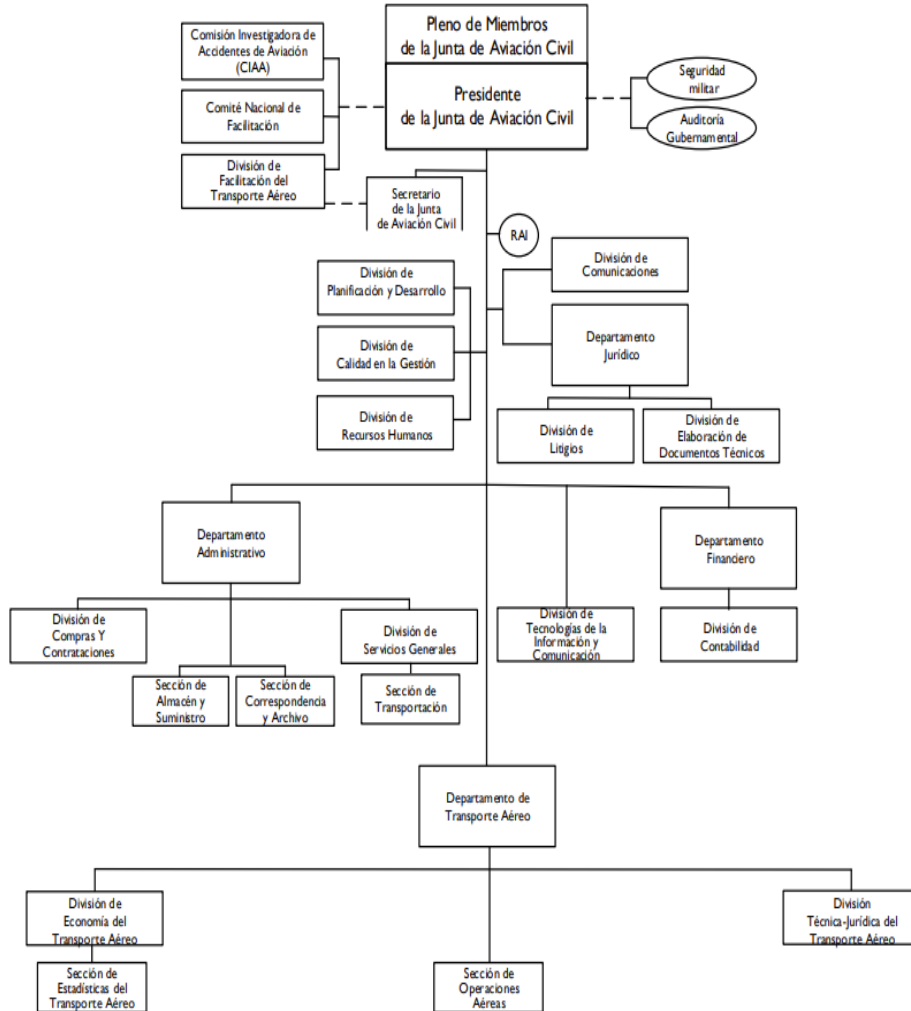 Pleno de Miembros
de la Junta de Aviación Civil
Presidente
de la Junta de Aviación Civil
Comisión Investigadora de
Accidentes de Aviación
(CIAA)
Comité Nacional de
Facilitación
División de
Facilitación del
Transporte Aéreo
Seguridad
militar
Auditoría
Gubernamental
Secretario
de la Junta
de Aviación Civil
RAI
División de
Comunicaciones
División de
Planificación y Desarrollo
División de
Calidad en la Gestión
División de
Recursos Humanos
Departamento
Jurídico
División de
Litigios
División de
Elaboración de
Documentos Técnicos
Departamento
Administrativo
Departamento
Financiero
División de
Compras Y
Contrataciones
División de
Servicios Generales
División de
Tecnologías de la
Información y
Comunicación
División de
Contabilidad
Sección de
Almacén y
Suministro
Sección de
Correspondencia
y Archivo
Sección de
Transportación
Departamento de
Transporte Aéreo
División de
Economía del
Transporte Aéreo
División
Técnica-Jurídica del
Transporte Aéreo
Sección de
Estadísticas del
Transporte Aéreo
Sección de
Operaciones
Aéreas